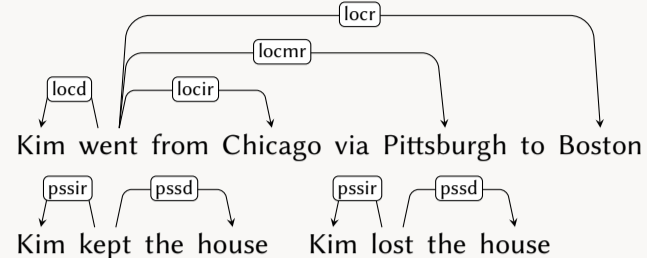 locr
locmr
locd locir
Kim went from Chicago via Pittsburgh to Boston
pssir pssd pssir pssd
Kim kept the house Kim lost the house